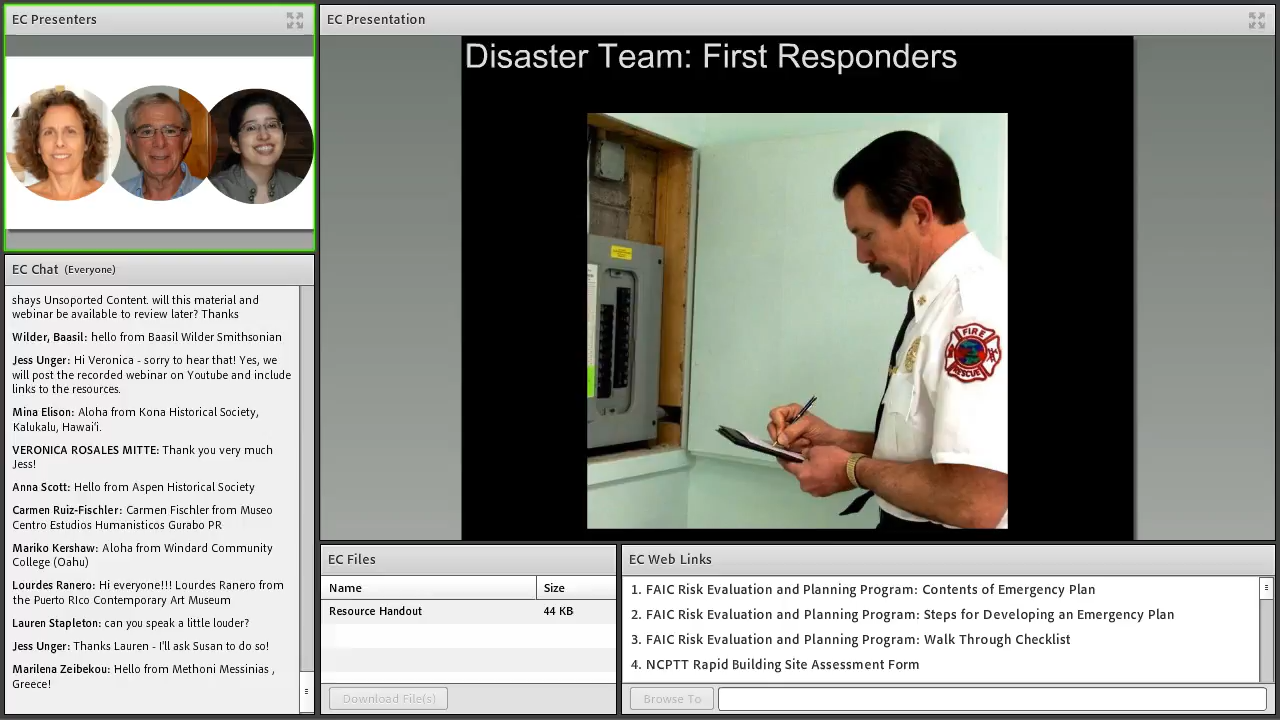 EC Presenters
EC Chat (Everyone)
shays Unsoported Content. will this material and
webinar be available to review later? Thanks
Wilder, Baasil: hello from Baasil Wilder Smithsonian
Jess Unger: Hi Veronica - sorry to hear that! Yes, we
will post the recorded webinar on Youtube and include
links to the resources.
Mina Elison: Aloha from Kona Historical Society,
Kalukalu, Hawai'i.
VERONICA ROSALES MITTE: Thank you very much
Jess!
Anna Scott: Hello from Aspen Historical Society
Carmen Ruiz-Fischler: Carmen Fischler from Museo
Centro Estudios Humanisticos Gurabo PR
Mariko Kershaw: Aloha from Windard Community
College (Oahu)
Lourdes Ranero: Hi everyone!!! Lourdes Ranero from
the Puerto RIco Contemporary Art Museum
Lauren Stapleton: can you speak a little louder?
Jess Unger: Thanks Lauren - I'll ask Susan to do so!
Marilena Zeibekou: Hello from Methoni Messinias ,
Greece!
EC Presentation
Disaster Team: First Responders
FIRE
RESCUE
EC Files
Name Size
Resource Handout 44 KB
Download File(s)
EC Web Links
1. FAIC Risk Evaluation and Planning Program: Contents of Emergency Plan
2. FAIC Risk Evaluation and Planning Program: Steps for Developing an Emergency Plan
3. FAIC Risk Evaluation and Planning Program: Walk Through Checklist
4. NCPTT Rapid Building Site Assessment Form
Browse To